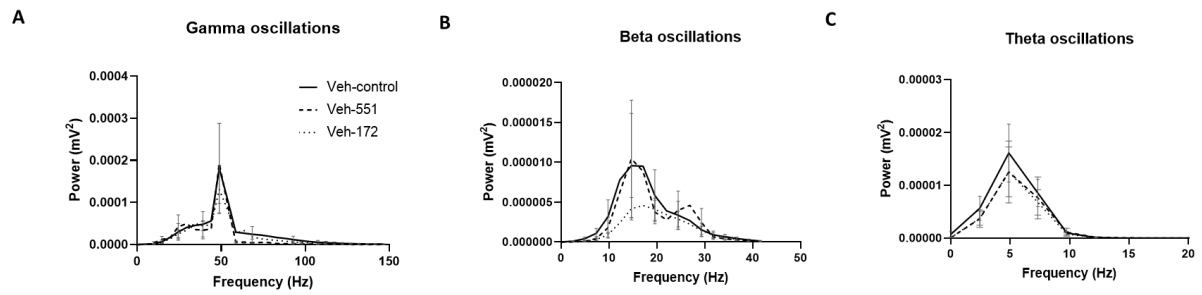 A
Gamma oscillations
Power (mV²)
0.0004
0.0003
0.0002
0.0001
0.0000
0 50 100 150
Frequency (Hz)
Veh-control
Veh-551
Veh-172
B
Beta oscillations
Power (mV²)
0.000020
0.000015
0.000010
0.000005
0.000000
0 10 20 30 40 50
Frequency (Hz)
C
Theta oscillations
Power (mV²)
0.00003
0.00002
0.00001
0.00000
0 5 10 15 20
Frequency (Hz)